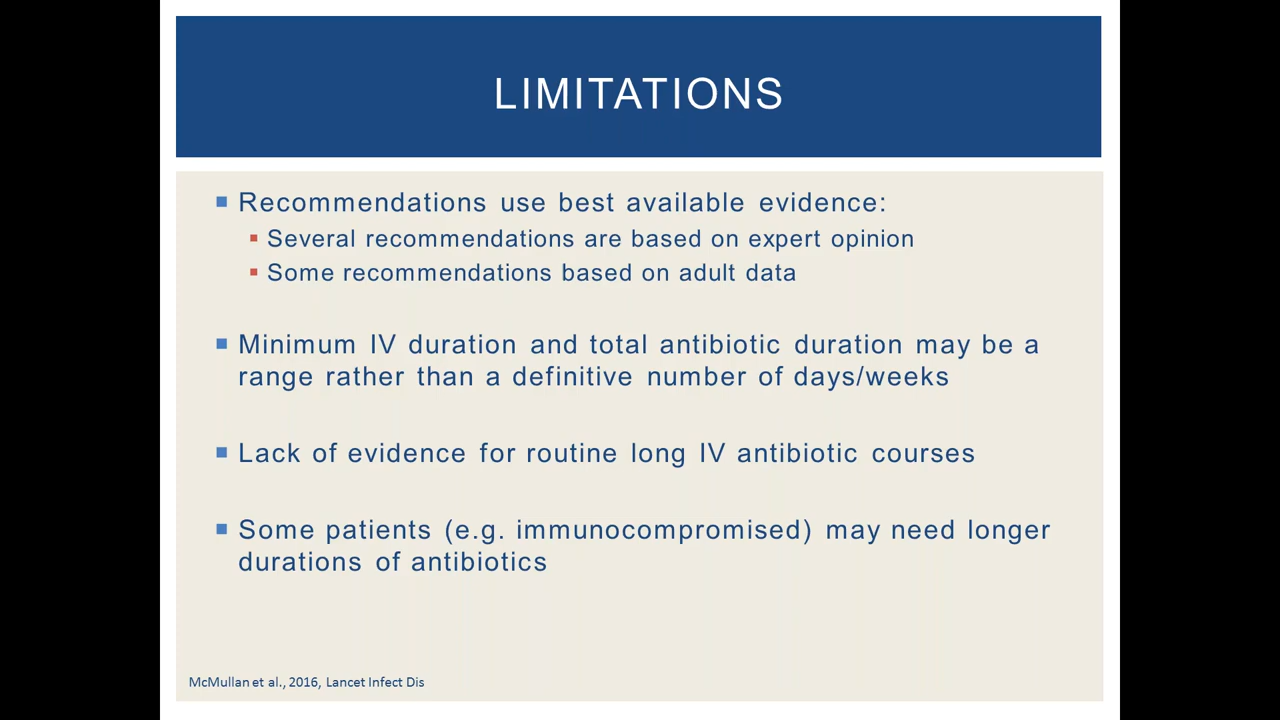 LIMITATIONS
Recommendations use best available evidence:
Several recommendations are based on expert opinion
Some recommendations based on adult data
Minimum IV duration and total antibiotic duration may be a
range rather than a definitive number of days/weeks
Lack of evidence for routine long IV antibiotic courses
Some patients (e.g. immunocompromised) may need longer
durations of antibiotics
McMullan et al., 2016, Lancet Infect Dis